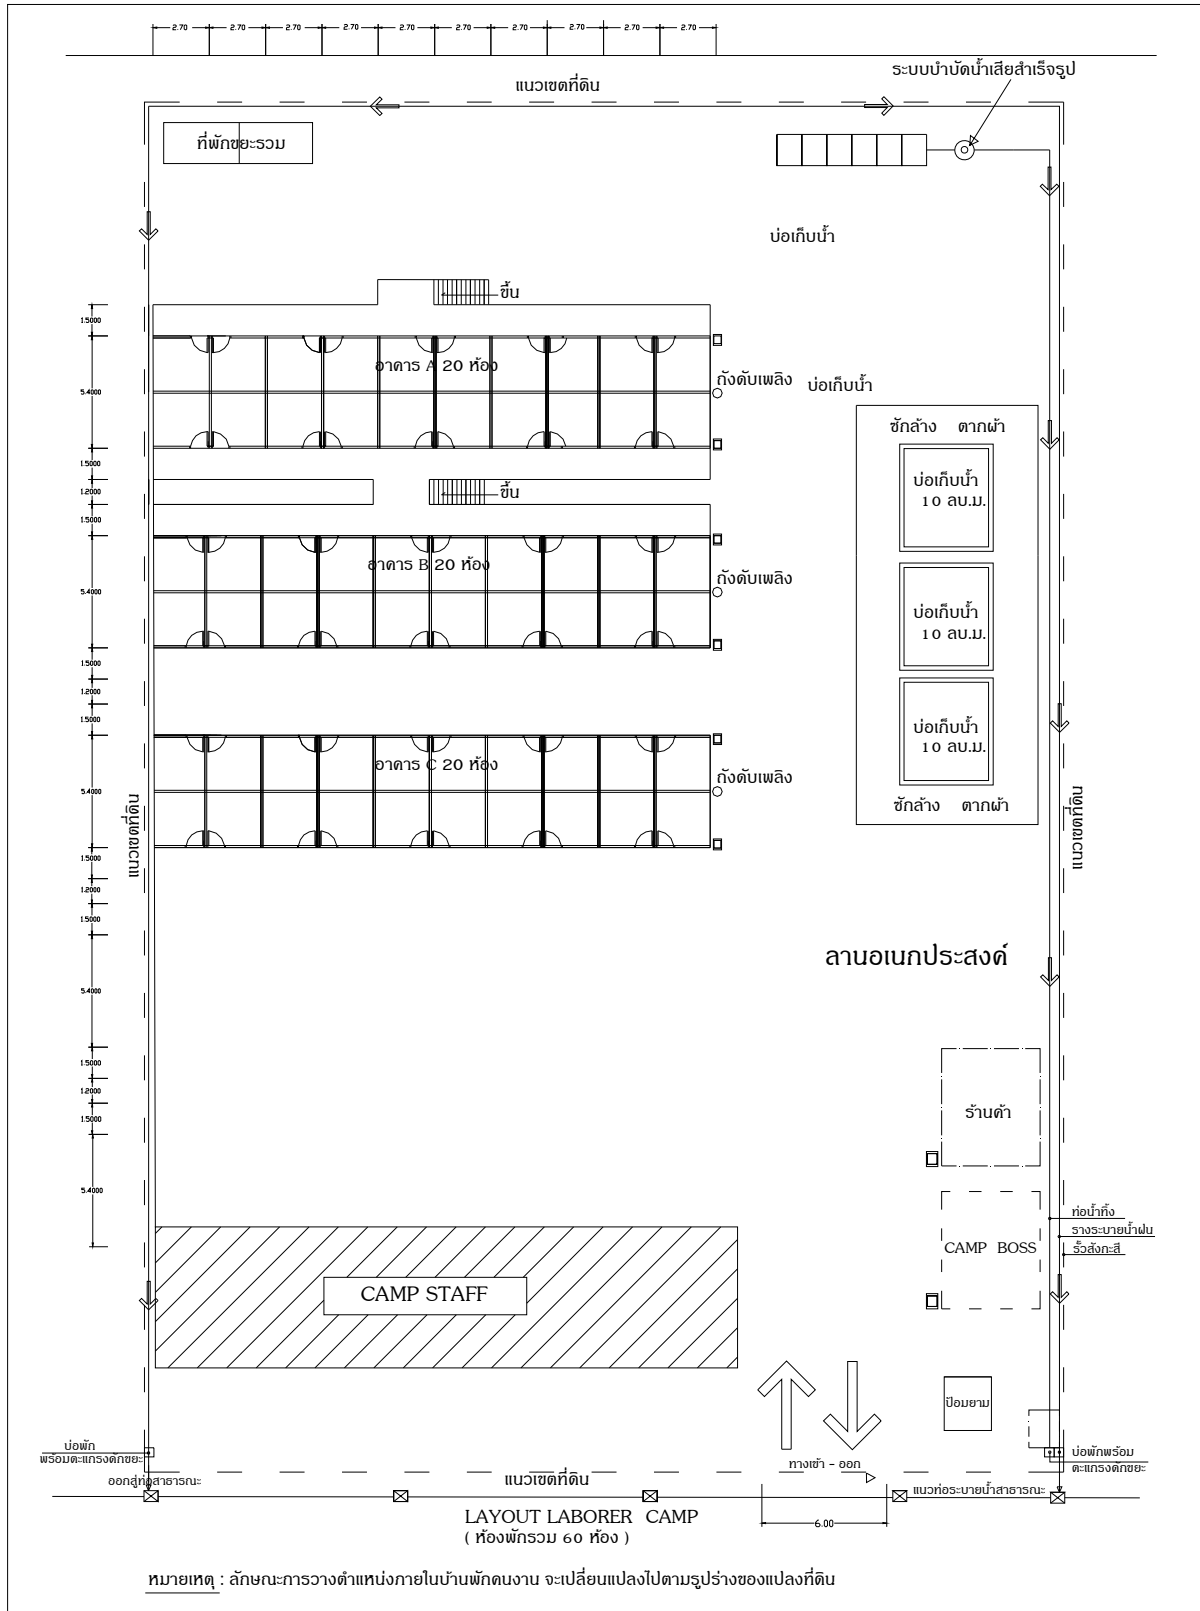 2.70 2.70 2.70 2.70 2.70 2.70 2.70 2.70 2.70 2.70
ระบบบำบัดน้ำเสียสำเร็จรูป
แนวเขตที่ดิน
ที่พักขยะรวม
บ่อเก็บน้ำ
ขึ้น
1.5000
อาคาร A 20 ห้อง
ถังดับเพลิง
บ่อเก็บน้ำ
5.4000
ซักล้าง ตากผ้า
1.5000
บ่อเก็บน้ำ
10 ลบ.ม.
1.2000
ขึ้น
1.5000
อาคาร B 20 ห้อง
ถังดับเพลิง
5.4000
บ่อเก็บน้ำ
10 ลบ.ม.
1.5000
1.2000
1.5000
บ่อเก็บน้ำ
10 ลบ.ม.
อาคาร C 20 ห้อง
ถังดับเพลิง
5.4000
ซักล้าง ตากผ้า
แนวเขตที่ดิน
แนวเขตที่ดิน
1.5000
1.2000
1.5000
ลานอเนกประสงค์
5.4000
1.5000
1.2000
1.5000
ร้านค้า
5.4000
ท่อน้ำทิ้ง
รางระบายน้ำฝน
รั้วสังกะสี
CAMP BOSS
CAMP STAFF
ป้อมยาม
บ่อพัก
พร้อมตะแกรงดักขยะ
บ่อพักพร้อม
ตะแกรงดักขยะ
ทางเข้า - ออก
ออกสู่ท่อสาธารณะ
แนวเขตที่ดิน
แนวท่อระบายน้ำสาธารณะ
LAYOUT LABORER CAMP
( ห้องพักรวม 60 ห้อง )
6.00
หมายเหตุ : ลักษณะการวางตำแหน่งภายในบ้านพักคนงาน จะเปลี่ยนแปลงไปตามรูปร่างของแปลงที่ดิน